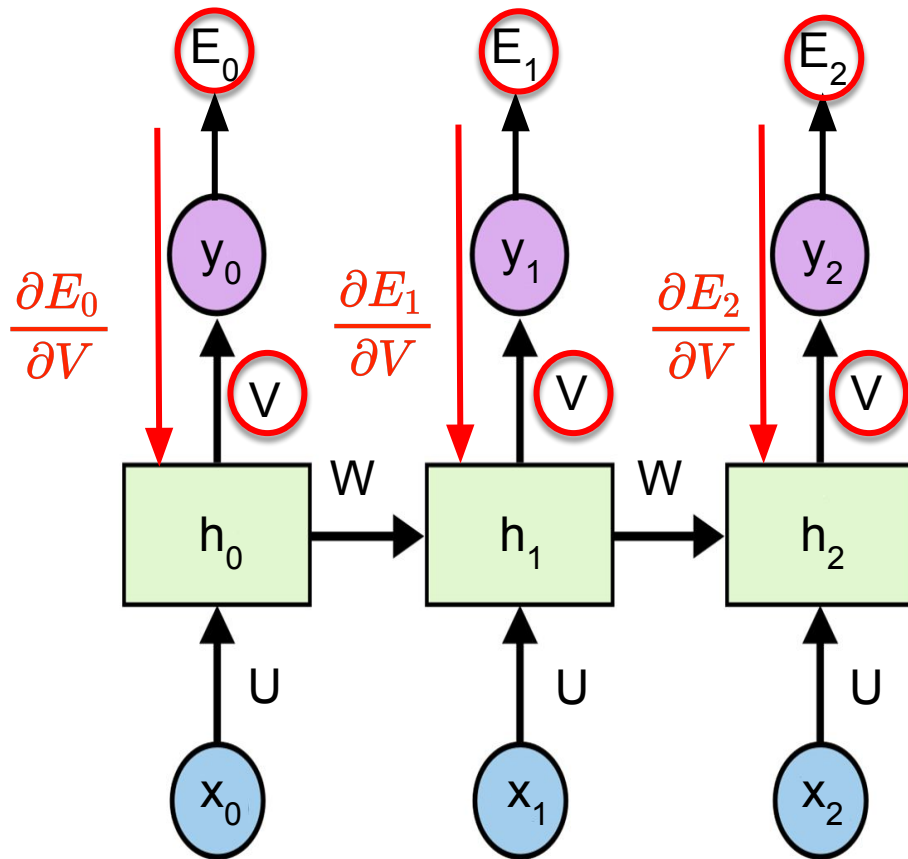 E₀ E₁ E₂
y₀ y₁ y₂
∂E₀/∂V ∂E₁/∂V ∂E₂/∂V
V V V
W W
h₀ h₁ h₂
U U U
x₀ x₁ x₂